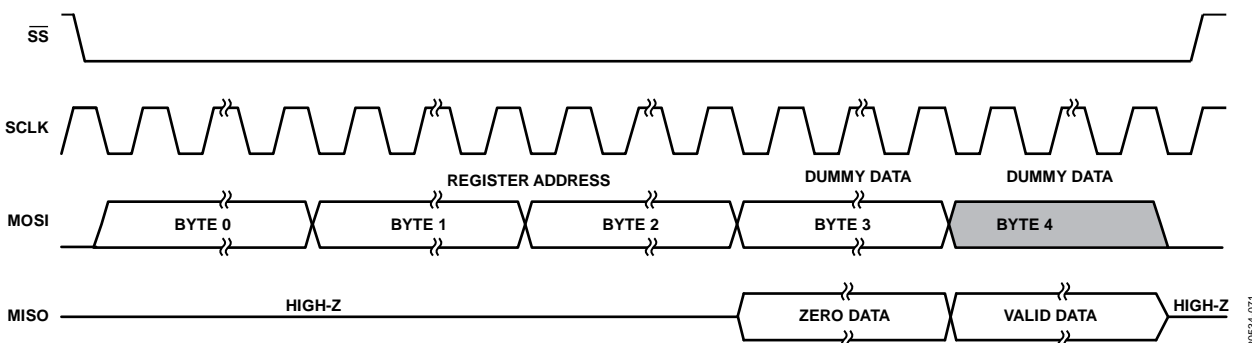 SS
SCLK
REGISTER ADDRESS DUMMY DATA DUMMY DATA
MOSI BYTE 0 BYTE 1 BYTE 2 BYTE 3 BYTE 4
MISO HIGH-Z ZERO DATA VALID DATA HIGH-Z